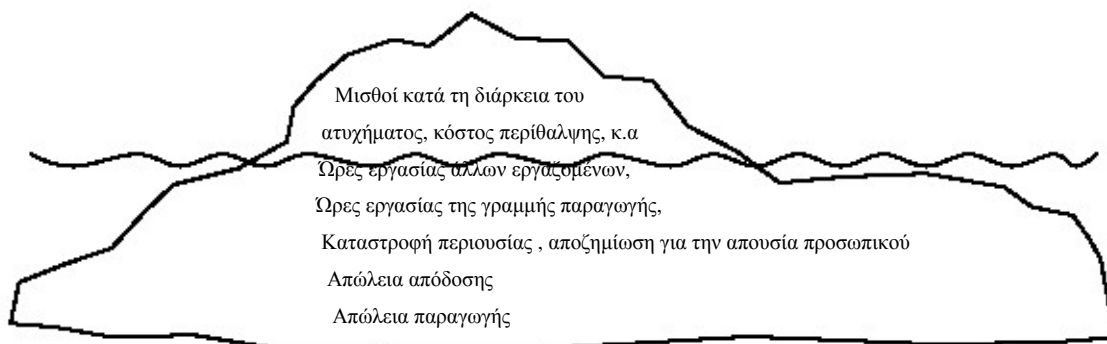 Μισθοί κατά τη διάρκεια του
ατυχήματος, κόστος περίθαλψης, κ.α
Ώρες εργασίας άλλων εργαζομένων,
Ώρες εργασίας της γραμμής παραγωγής,
Καταστροφή περιουσίας , αποζημίωση για την απουσία προσωπικού
Απώλεια απόδοσης
Απώλεια παραγωγής